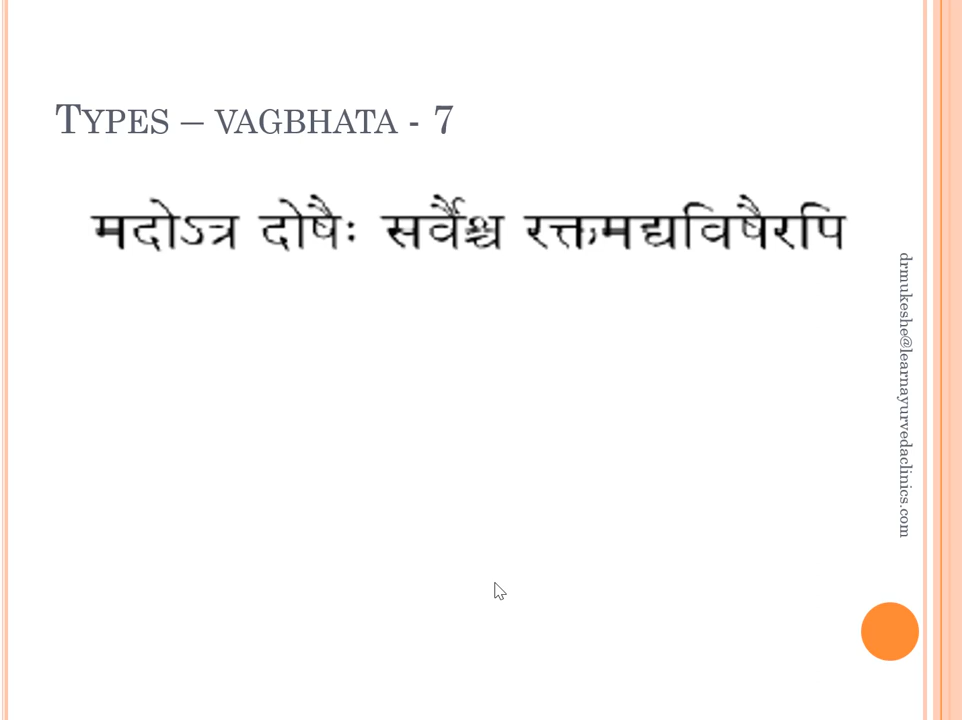 TYPES – VAGBHATA - 7
मदोऽत्र दोषैः सर्वैश्च रक्तमद्यविषैरपि
drmukeshe@learnayurvedaclinics.com